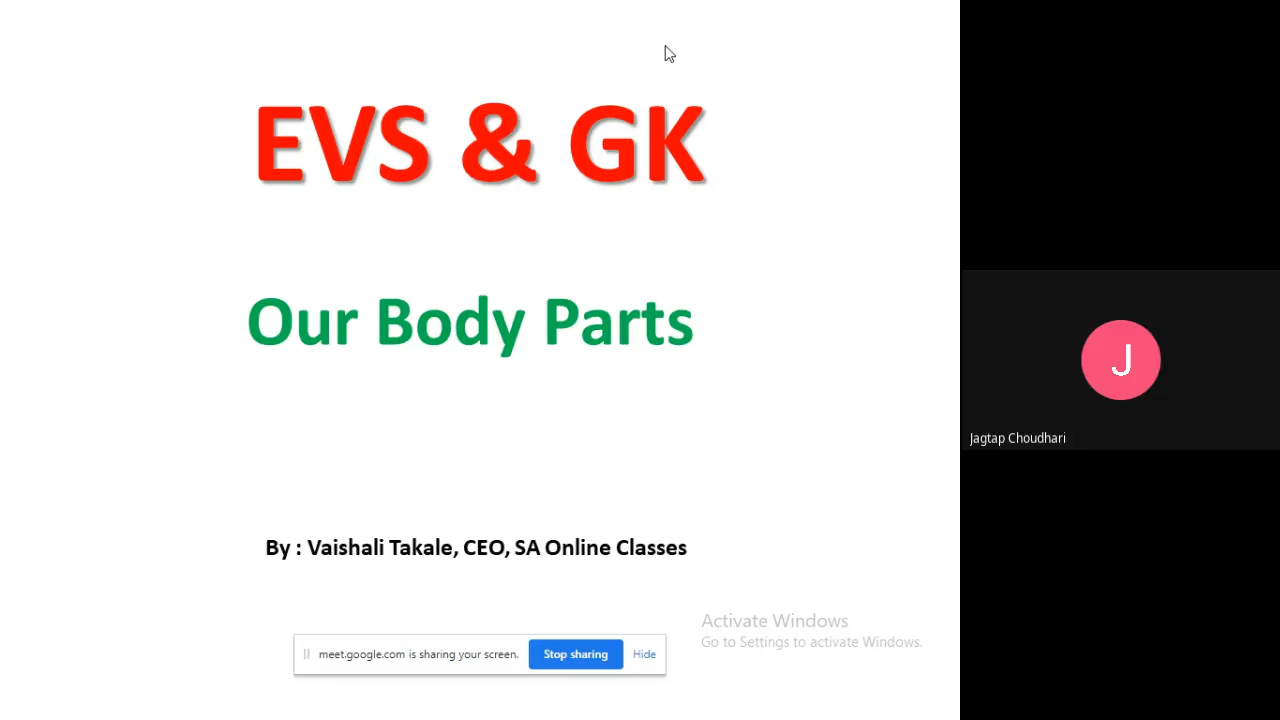 EVS & GK
Our Body Parts
By : Vaishali Takale, CEO, SA Online Classes
Activate Windows
Go to Settings to activate Windows.
meet.google.com is sharing your screen. Stop sharing Hide
J
Jagtap Choudhari